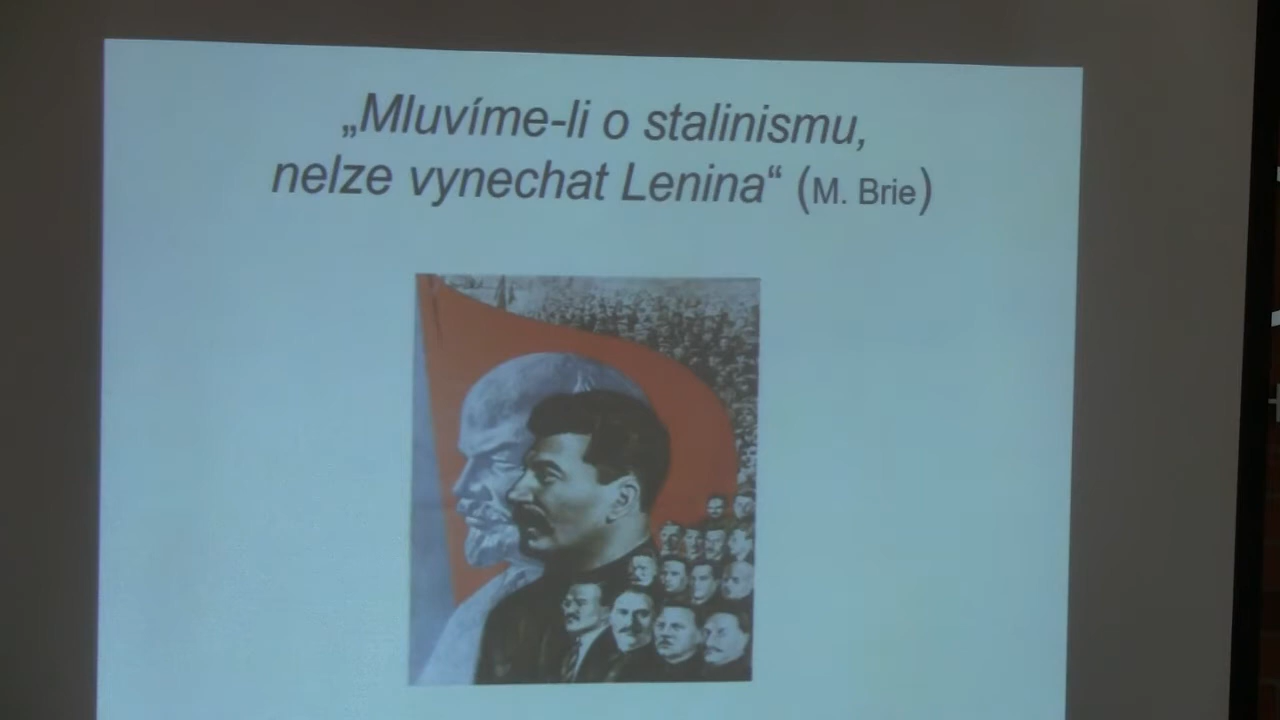 „Mluvíme-li o stalinismu,
nelze vynechat Lenina“ (M. Brie)